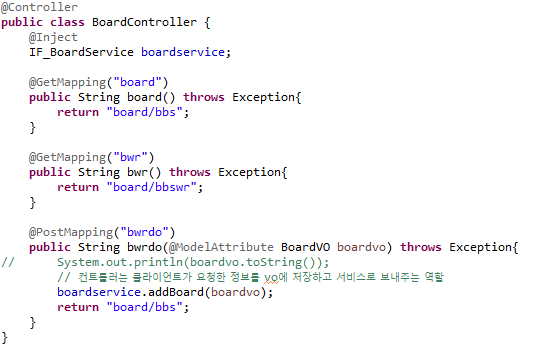 @Controller
public class BoardController {
    @Inject
    IF_BoardService boardservice;

    @GetMapping("board")
    public String board() throws Exception{
        return "board/bbs";
    }

    @GetMapping("bwr")
    public String bwr() throws Exception{
        return "board/bbswr";
    }

    @PostMapping("bwrdo")
    public String bwrdo(@ModelAttribute BoardVO boardvo) throws Exception{
//      System.out.println(boardvo.toString());
        // 컨트롤러는 클라이언트가 요청한 정보를 vo에 저장하고 서비스로 보내주는 역할
        boardservice.addBoard(boardvo);
        return "board/bbs";
    }
}